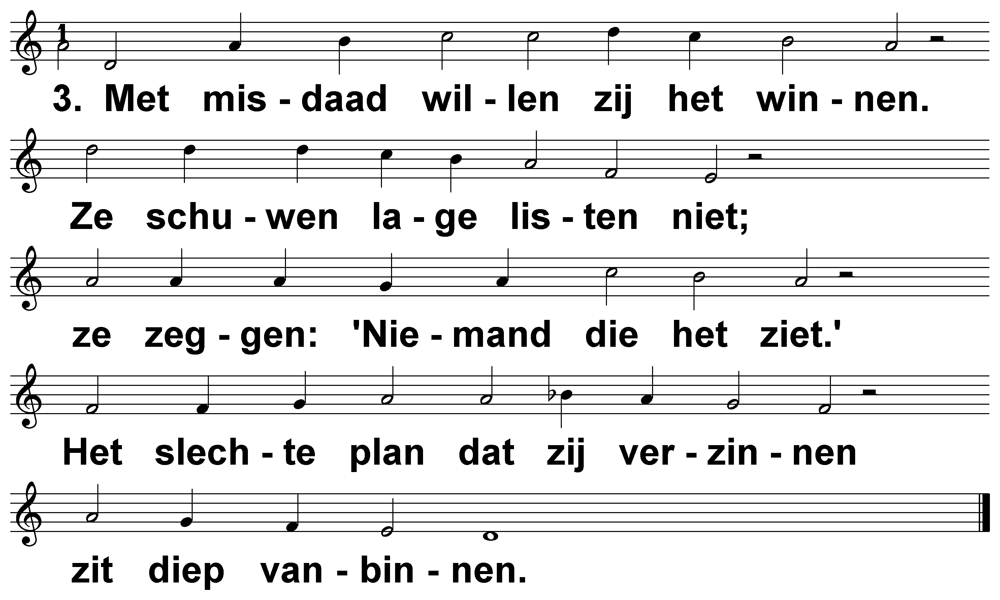 1
3. Met mis - daad wil - len zij het win - nen.
Ze schu - wen la - ge lis - ten niet;
ze zeg - gen: 'Nie - mand die het ziet.'
Het slech - te plan dat zij ver - zin - nen
zit diep van - bin - nen.